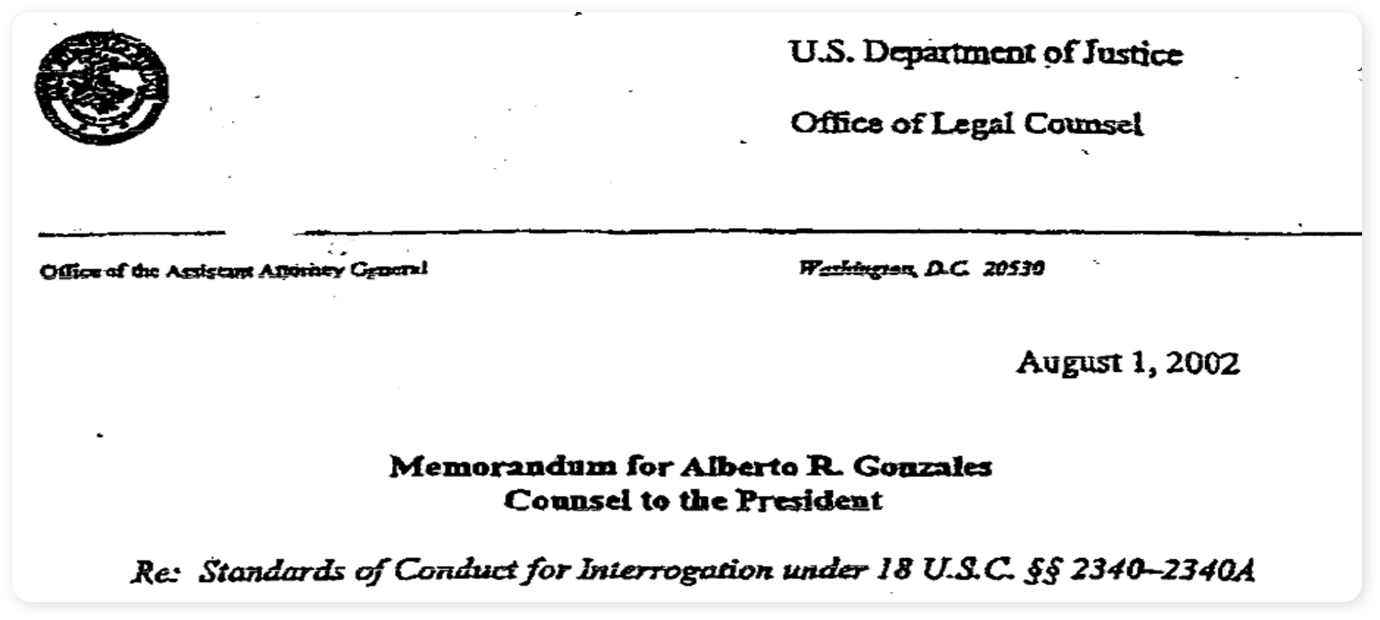 U.S. Department of Justice
Office of Legal Counsel
Office of the Assistant Attorney General
Washington, D.C. 20530
August 1, 2002
Memorandum for Alberto R. Gonzales
Counsel to the President
Re: Standards of Conduct for Interrogation under 18 U.S.C. §§ 2340–2340A